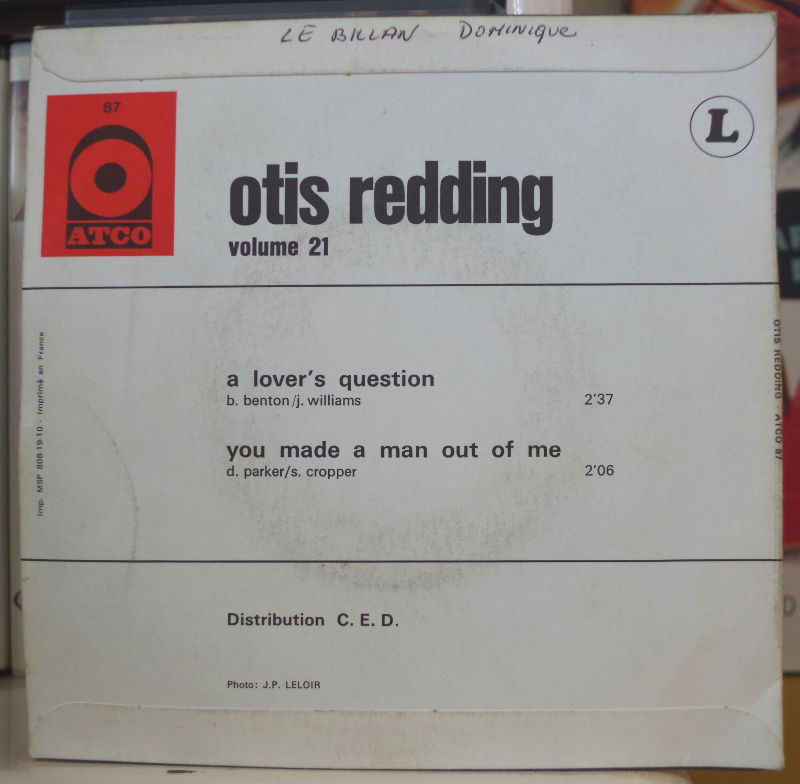 LE BILLAN DOMINIQUE
87
ATCO
L
otis redding
volume 21
Imp. MSP 808-19-10 - Imprimé en France
OTIS REDDING - ATCO 87
a lover's question
b. benton/j. williams 2'37
you made a man out of me
d. parker/s. cropper 2'06
Distribution C. E. D.
Photo: J.P. LELOIR